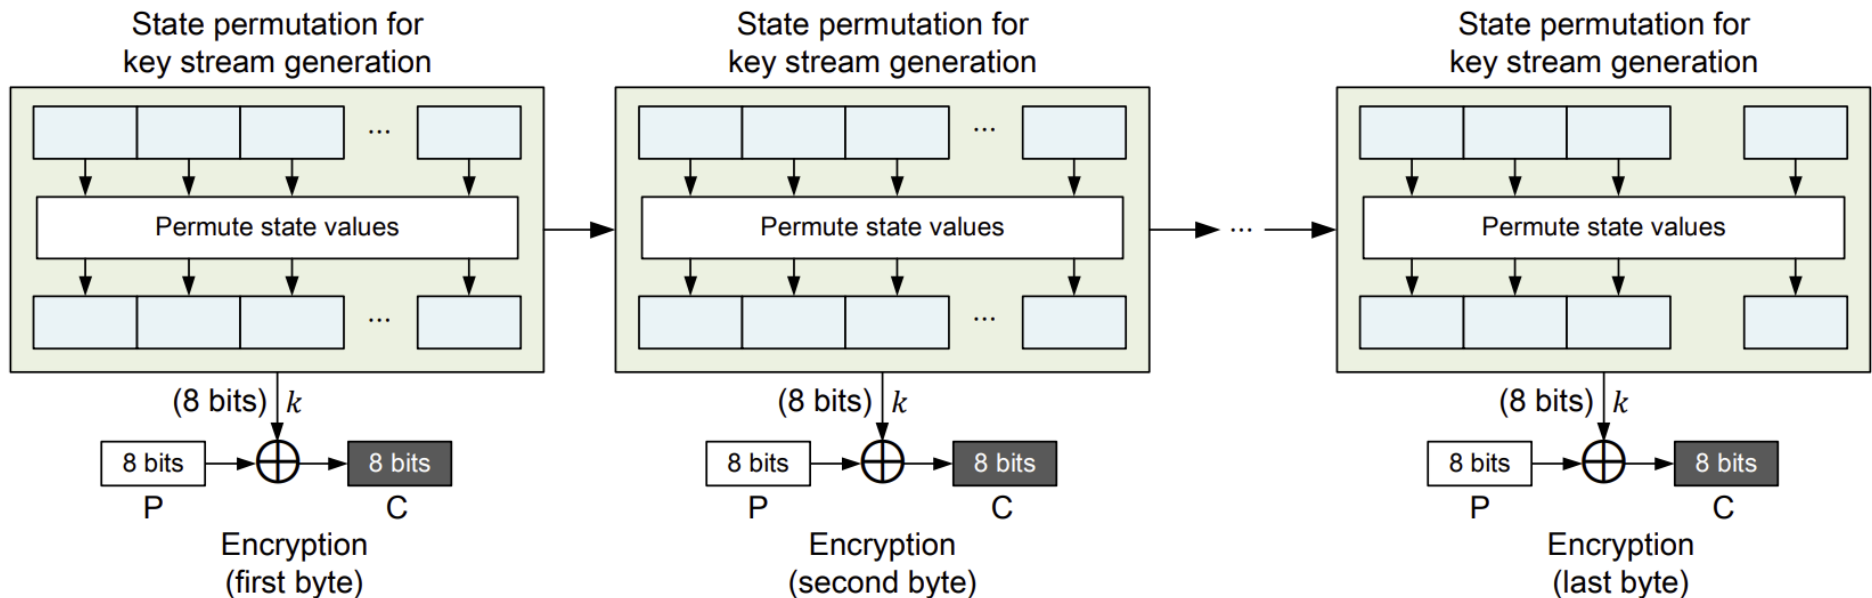 State permutation for
key stream generation
...
Permute state values
...
(8 bits) k
8 bits
8 bits
P
C
Encryption
(first byte)
State permutation for
key stream generation
...
Permute state values
...
(8 bits) k
8 bits
8 bits
P
C
Encryption
(second byte)
...
State permutation for
key stream generation
Permute state values
(8 bits) k
8 bits
8 bits
P
C
Encryption
(last byte)